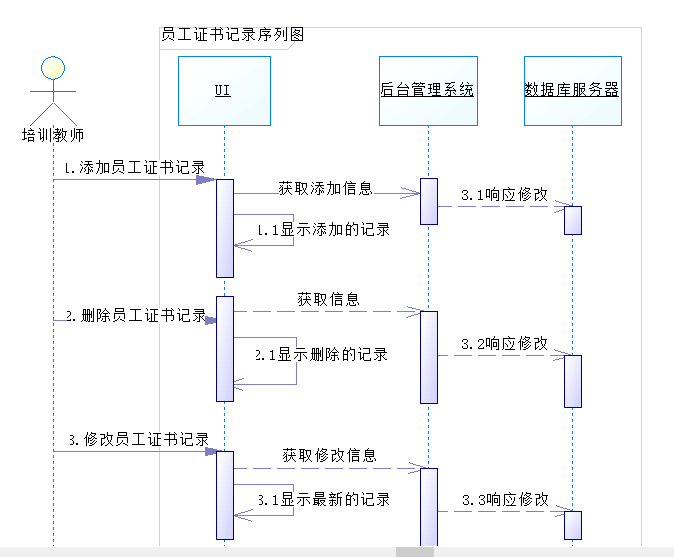 员工证书记录序列图
UI
后台管理系统
数据库服务器
培训教师
1.添加员工证书记录
获取添加信息
3.1响应修改
1.1显示添加的记录
获取信息
2.删除员工证书记录
3.2响应修改
2.1显示删除的记录
3.修改员工证书记录
获取修改信息
3.1显示最新的记录
3.3响应修改